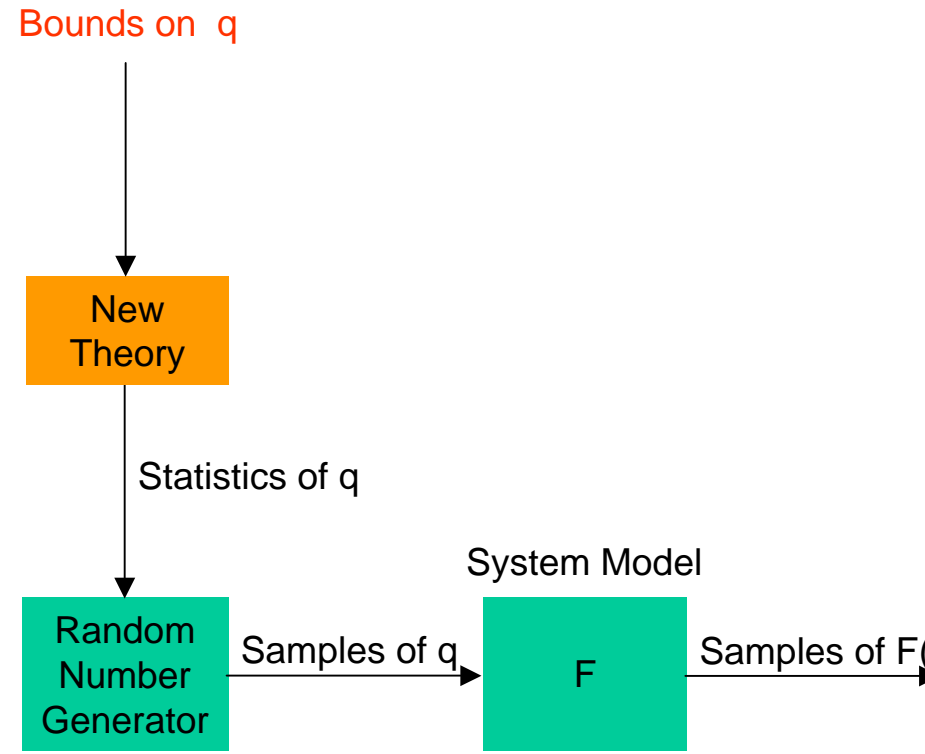 Bounds on q
New
Theory
Statistics of q
System Model
Random
Number
Generator
Samples of q
F
Samples of F(